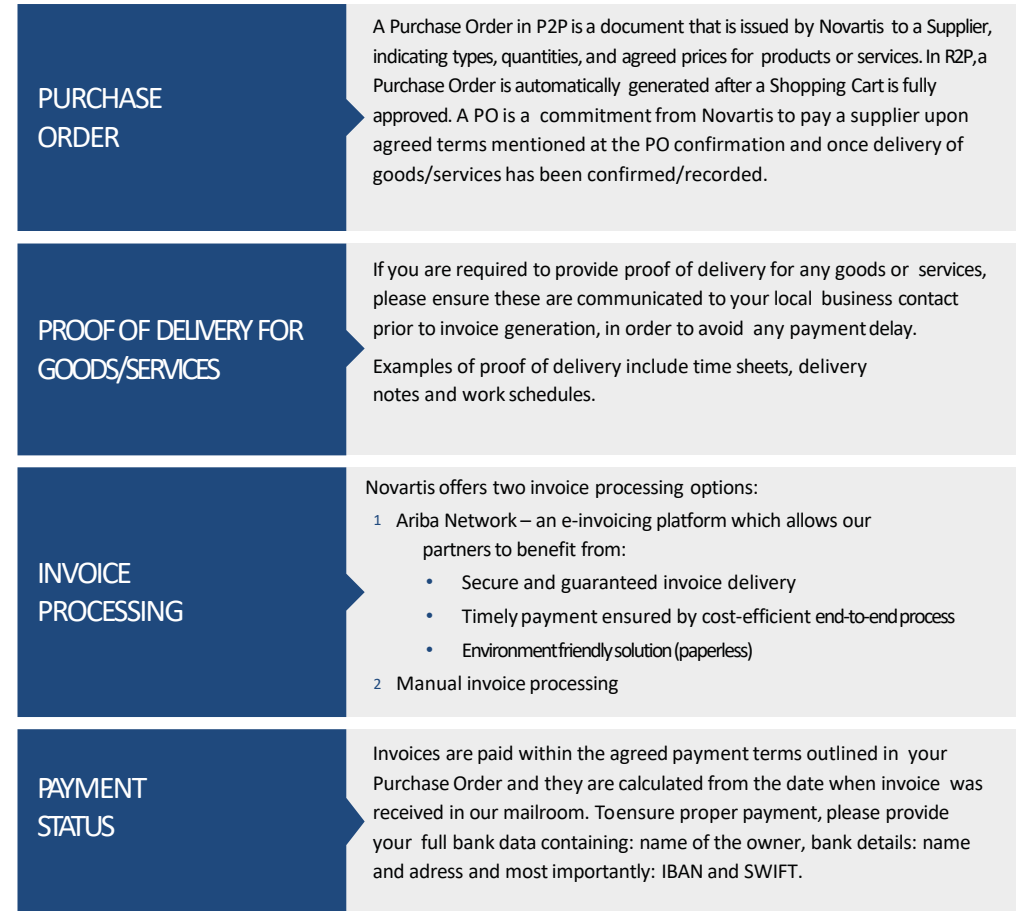 PURCHASE
ORDER
A Purchase Order in P2P is a document that is issued by Novartis to a Supplier,
indicating types, quantities, and agreed prices for products or services. In R2P, a
Purchase Order is automatically generated after a Shopping Cart is fully
approved. A PO is a commitment from Novartis to pay a supplier upon
agreed terms mentioned at the PO confirmation and once delivery of
goods/services has been confirmed/recorded.
PROOF OF DELIVERY FOR
GOODS/SERVICES
If you are required to provide proof of delivery for any goods or services,
please ensure these are communicated to your local business contact
prior to invoice generation, in order to avoid any payment delay.
Examples of proof of delivery include time sheets, delivery
notes and work schedules.
INVOICE
PROCESSING
Novartis offers two invoice processing options:
1 Ariba Network – an e-invoicing platform which allows our
partners to benefit from:
• Secure and guaranteed invoice delivery
• Timely payment ensured by cost-efficient end-to-end process
• Environment friendly solution (paperless)
2 Manual invoice processing
PAYMENT
STATUS
Invoices are paid within the agreed payment terms outlined in your
Purchase Order and they are calculated from the date when invoice was
received in our mailroom. Toensure proper payment, please provide
your full bank data containing: name of the owner, bank details: name
and adress and most importantly: IBAN and SWIFT.